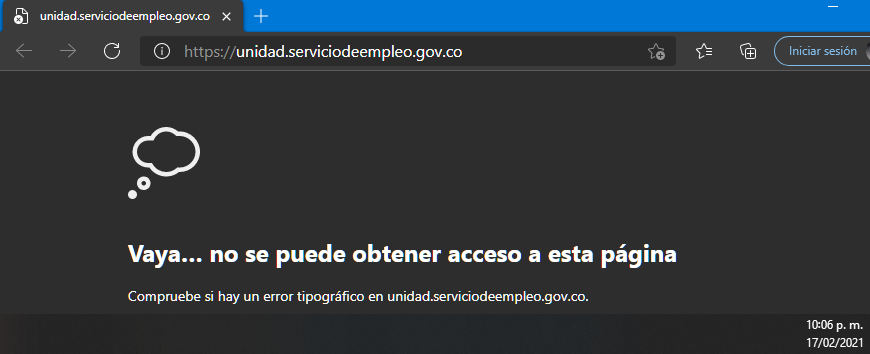 unidad.serviciodeempleo.gov.co
https://unidad.serviciodeempleo.gov.co
Iniciar sesión
Vaya... no se puede obtener acceso a esta página
Compruebe si hay un error tipográfico en unidad.serviciodeempleo.gov.co.
10:06 p. m.
17/02/2021